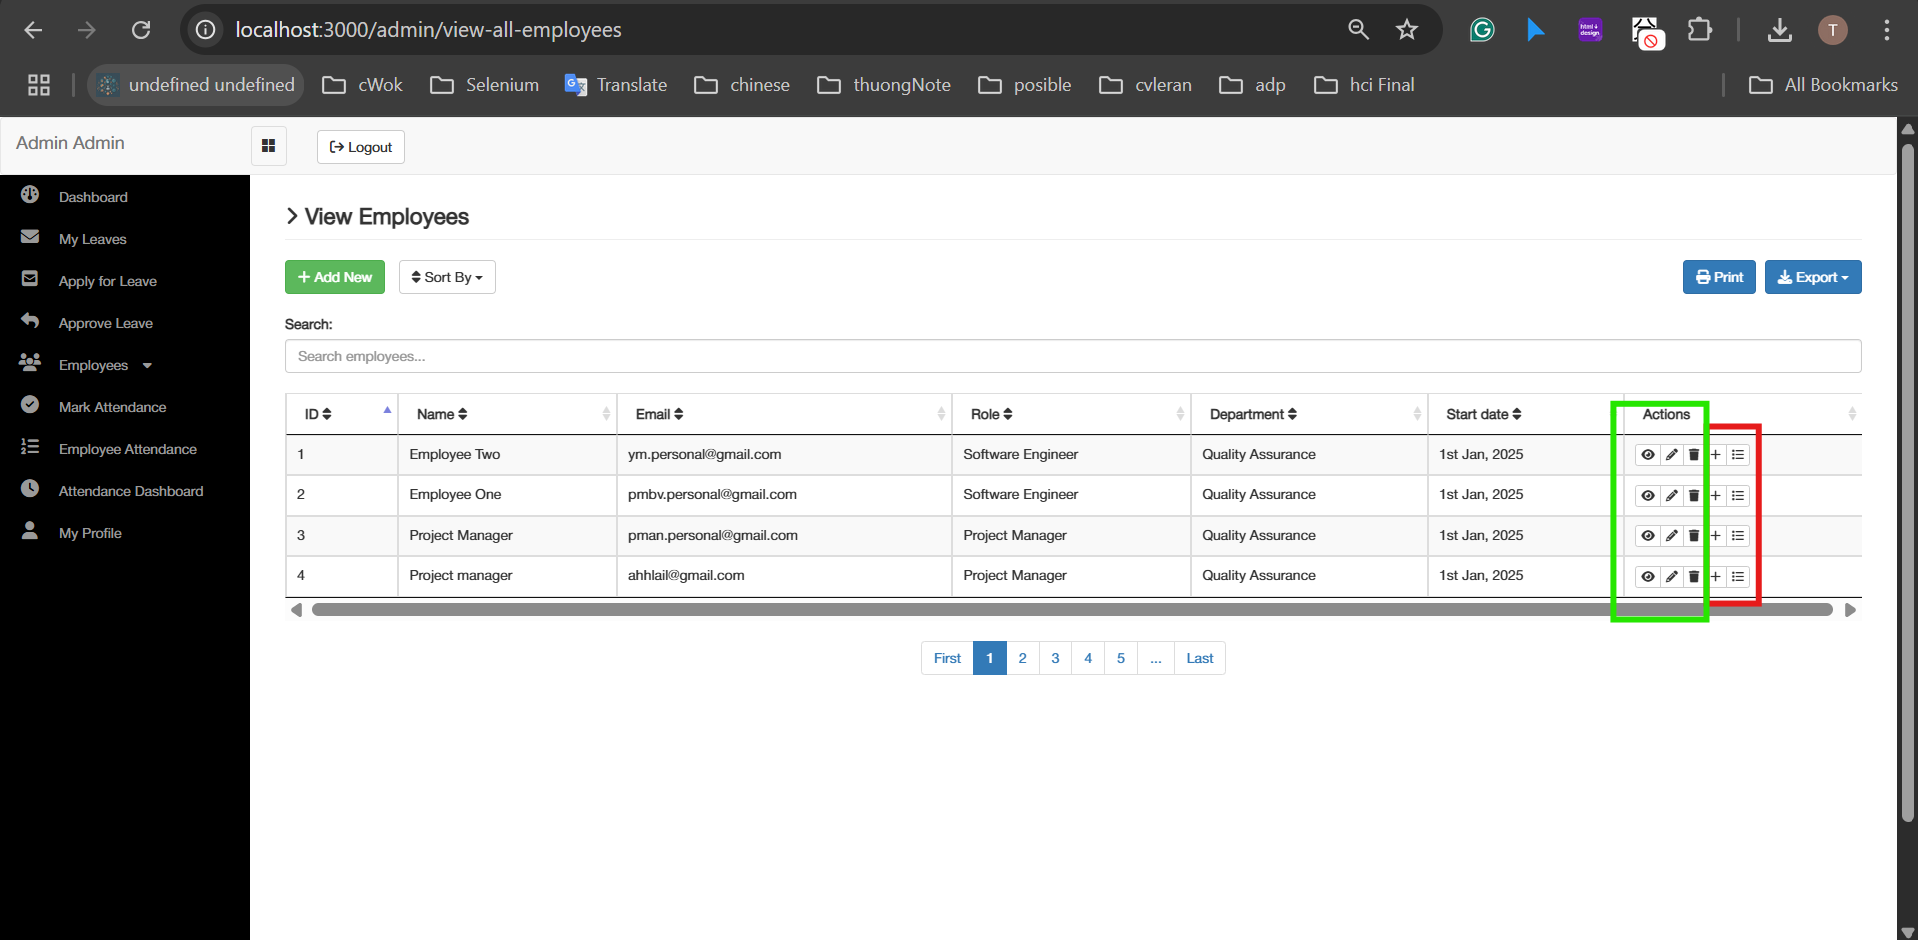 localhost:3000/admin/view-all-employees
T
undefined undefined cWok Selenium Translate chinese thuongNote posible cvleran adp hci Final All Bookmarks
Admin Admin
Logout
Dashboard
My Leaves
Apply for Leave
Approve Leave
Employees
Mark Attendance
Employee Attendance
Attendance Dashboard
My Profile
View Employees
Add New Sort By Print Export
Search:
Search employees...
ID Name Email Role Department Start date Actions
1 Employee Two ym.personal@gmail.com Software Engineer Quality Assurance 1st Jan, 2025
2 Employee One pmbv.personal@gmail.com Software Engineer Quality Assurance 1st Jan, 2025
3 Project Manager pman.personal@gmail.com Project Manager Quality Assurance 1st Jan, 2025
4 Project manager ahhlail@gmail.com Project Manager Quality Assurance 1st Jan, 2025
First 1 2 3 4 5 ... Last